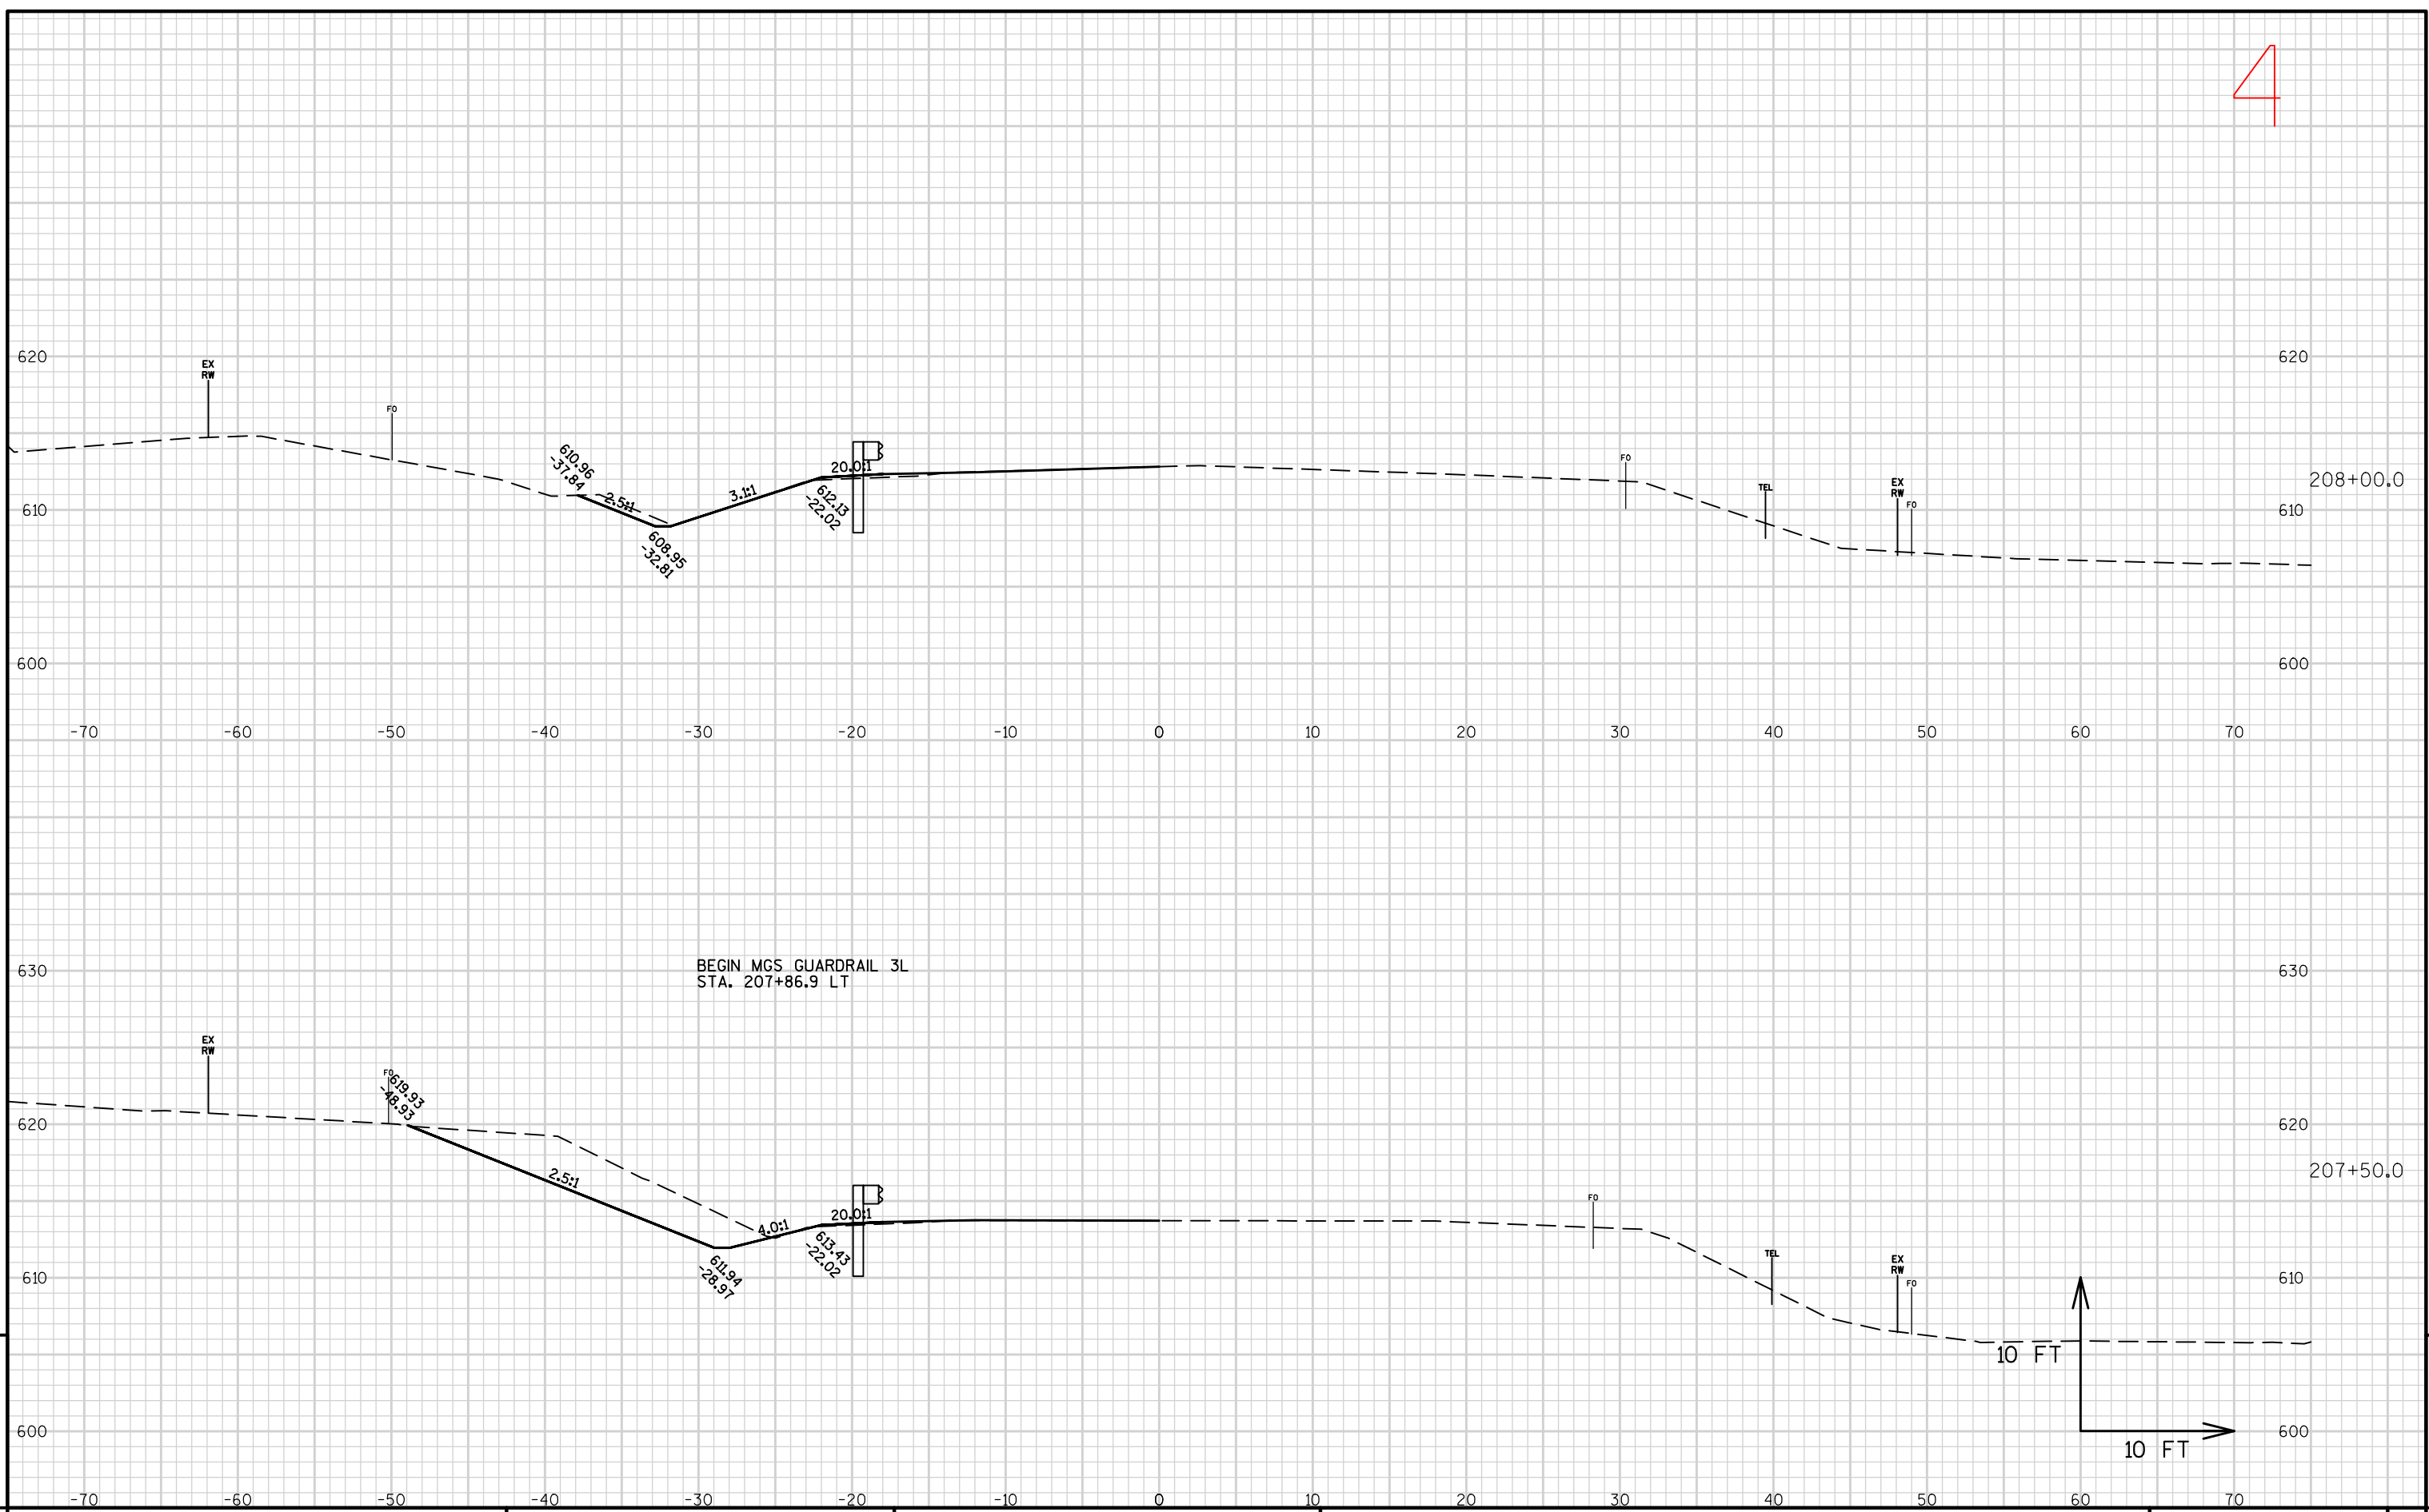 4
620
620
EX
RW
FO
610.96
-37.84
2.5:1
3.1:1
20.0:1
612.13
-22.02
608.95
-32.81
FO
TEL
EX
RW
FO
208+00.0
610
610
600
600
-70 -60 -50 -40 -30 -20 -10 0 10 20 30 40 50 60 70
BEGIN MGS GUARDRAIL 3L
STA. 207+86.9 LT
630
630
EX
RW
FO
619.93
-48.93
620
620
2.5:1
4.0:1
20.0:1
613.43
-22.02
611.94
-28.97
FO
TEL
EX
RW
FO
207+50.0
610
610
10 FT
600
600
10 FT
-70 -60 -50 -40 -30 -20 -10 0 10 20 30 40 50 60 70